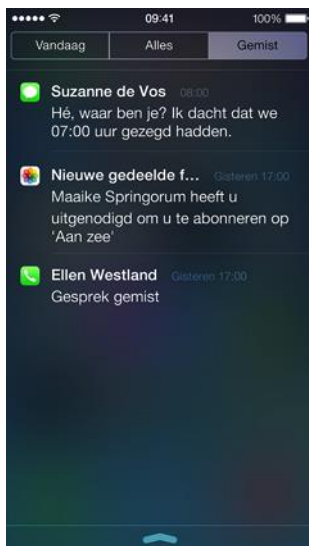 09:41
100%
Vandaag Alles Gemist
Suzanne de Vos 08:00
Hé, waar ben je? Ik dacht dat we
07:00 uur gezegd hadden.
Nieuwe gedeelde f... Gisteren 17:00
Maaike Springorum heeft u
uitgenodigd om u te abonneren op
'Aan zee'
Ellen Westland Gisteren 17:00
Gesprek gemist